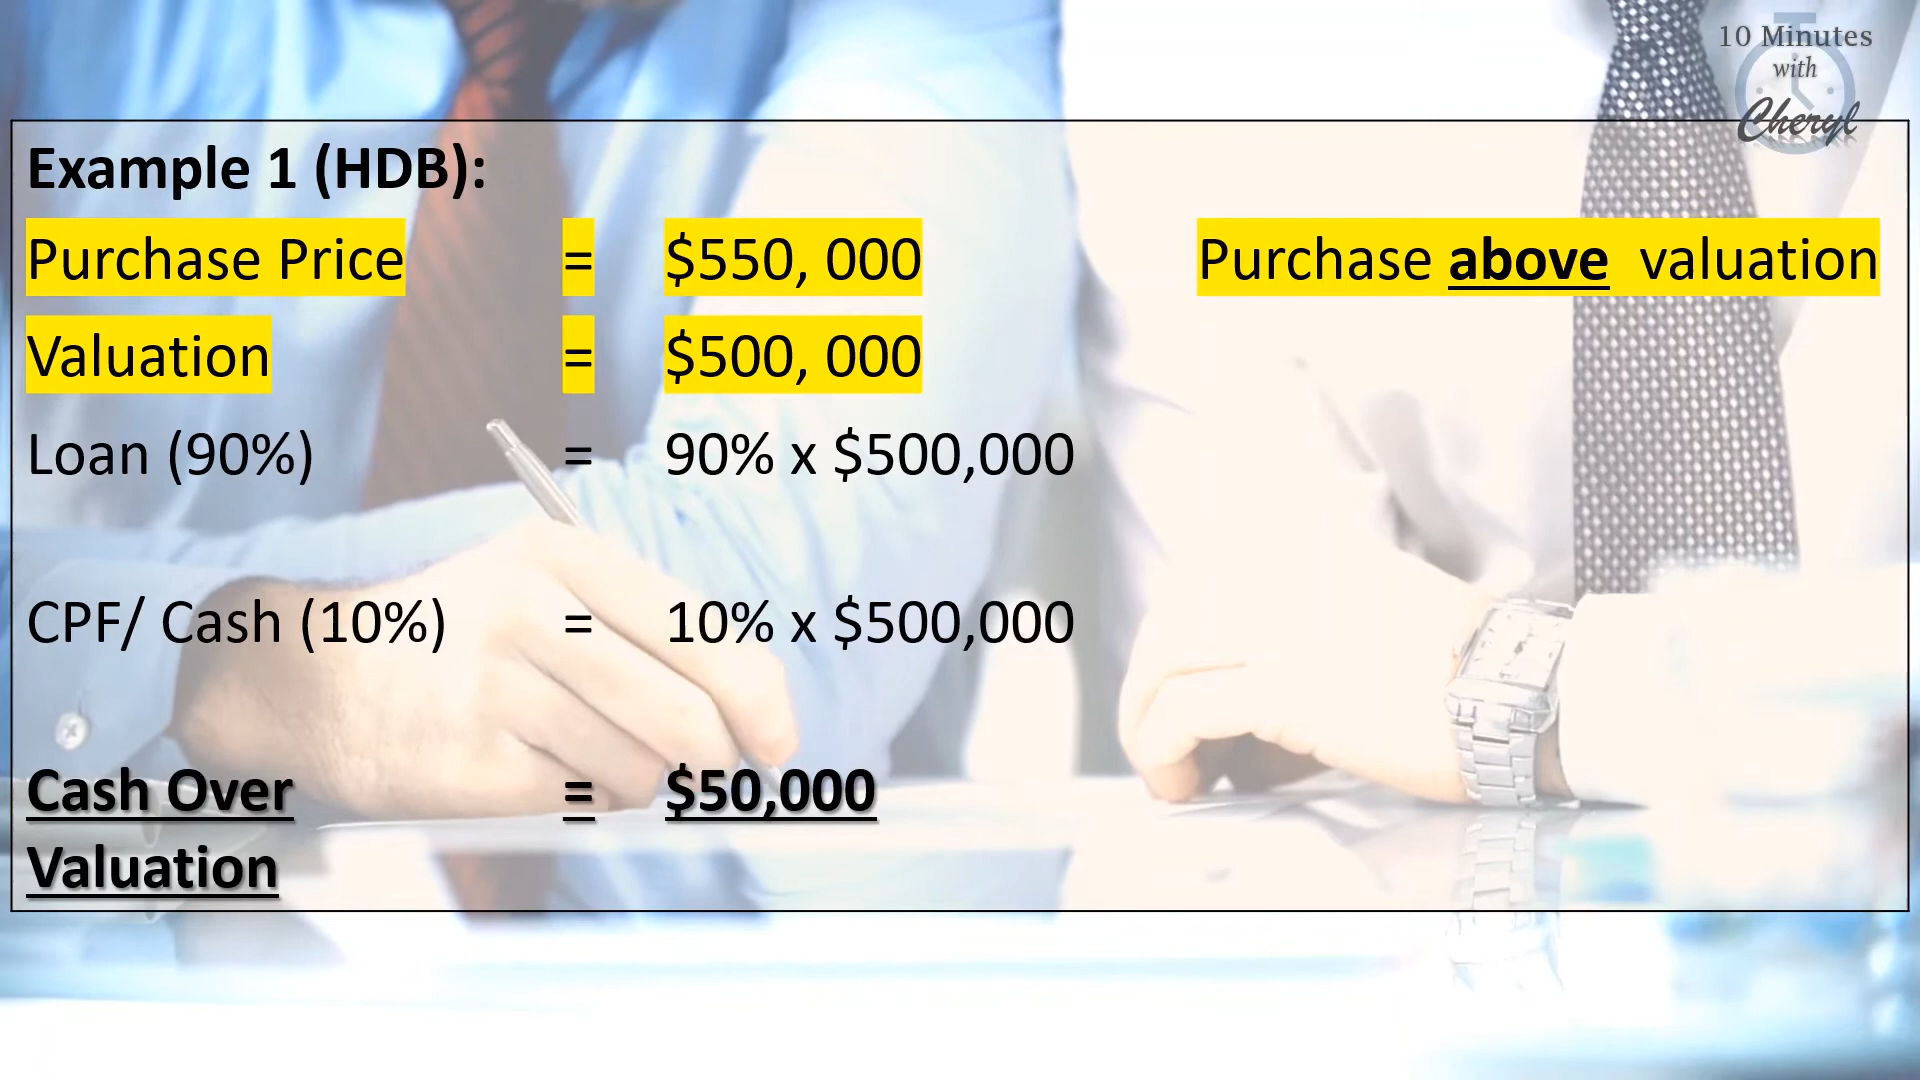 10 Minutes
with
Cheryl
Example 1 (HDB):
Purchase Price = $550, 000 Purchase above valuation
Valuation = $500, 000
Loan (90%) = 90% x $500,000
CPF/ Cash (10%) = 10% x $500,000
Cash Over = $50,000
Valuation